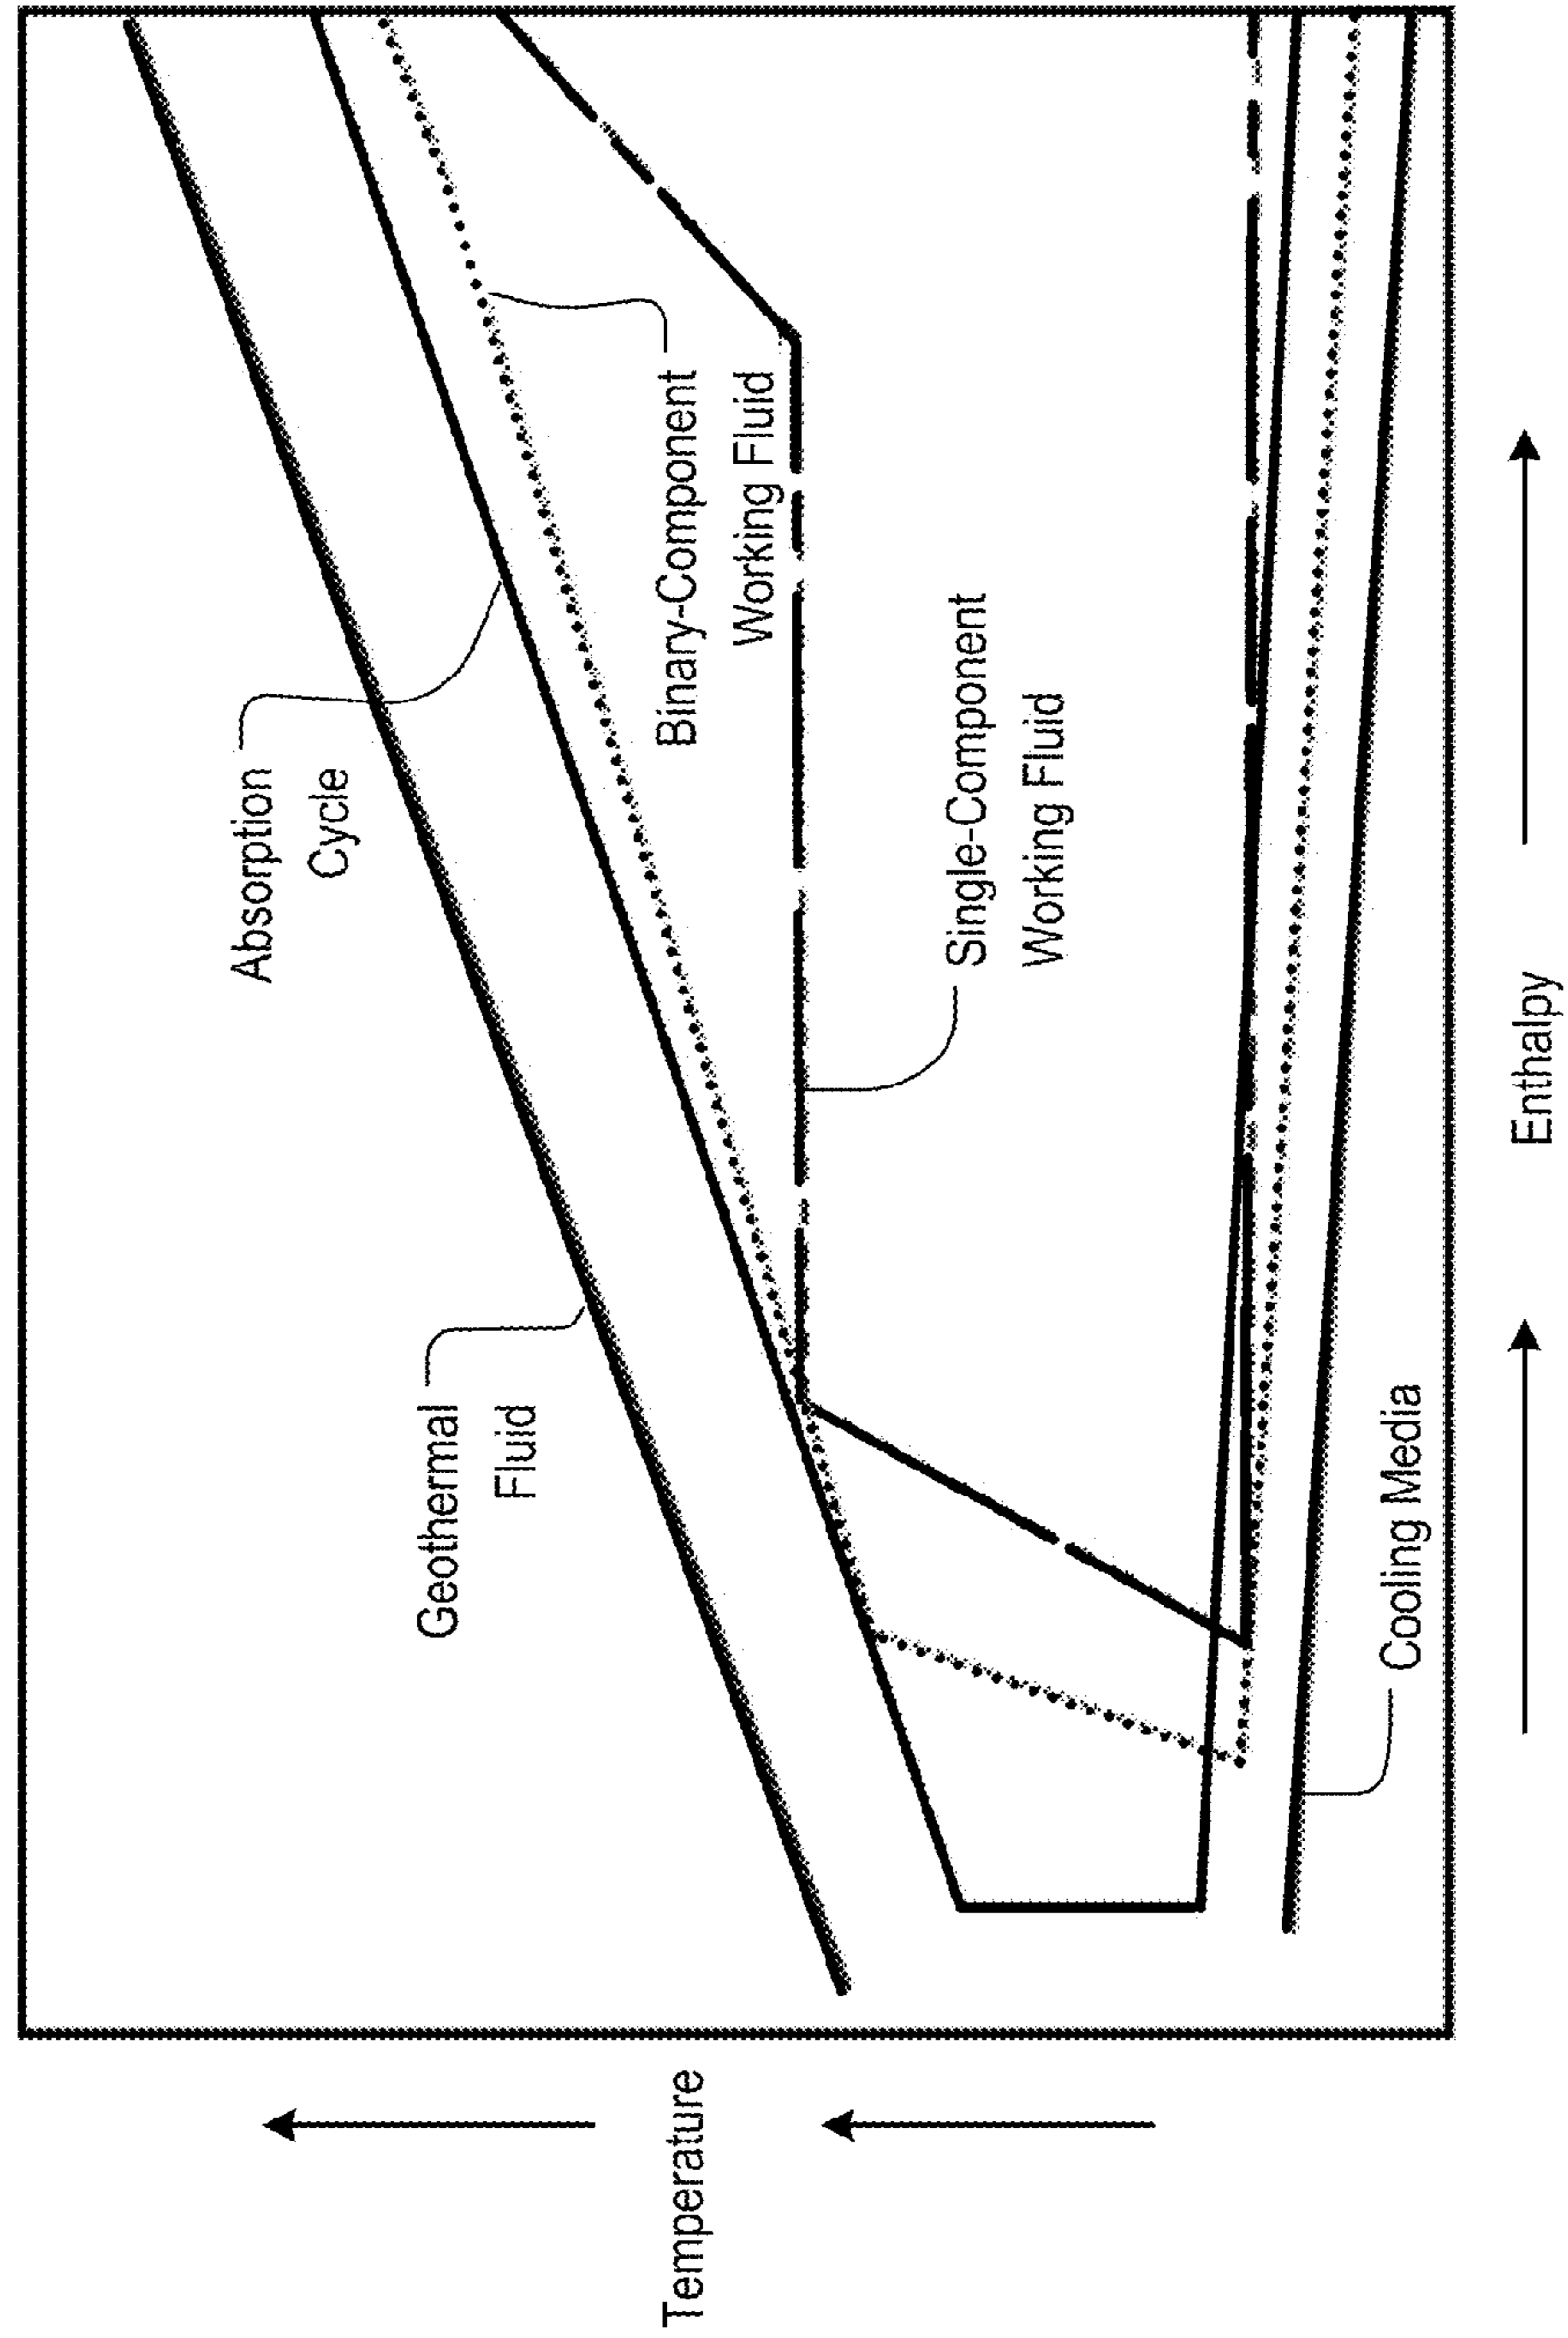 Temperature
Geothermal
Fluid
Absorption
Cycle
Binary-Component
Working Fluid
Single-Component
Working Fluid
Cooling Media
Enthalpy